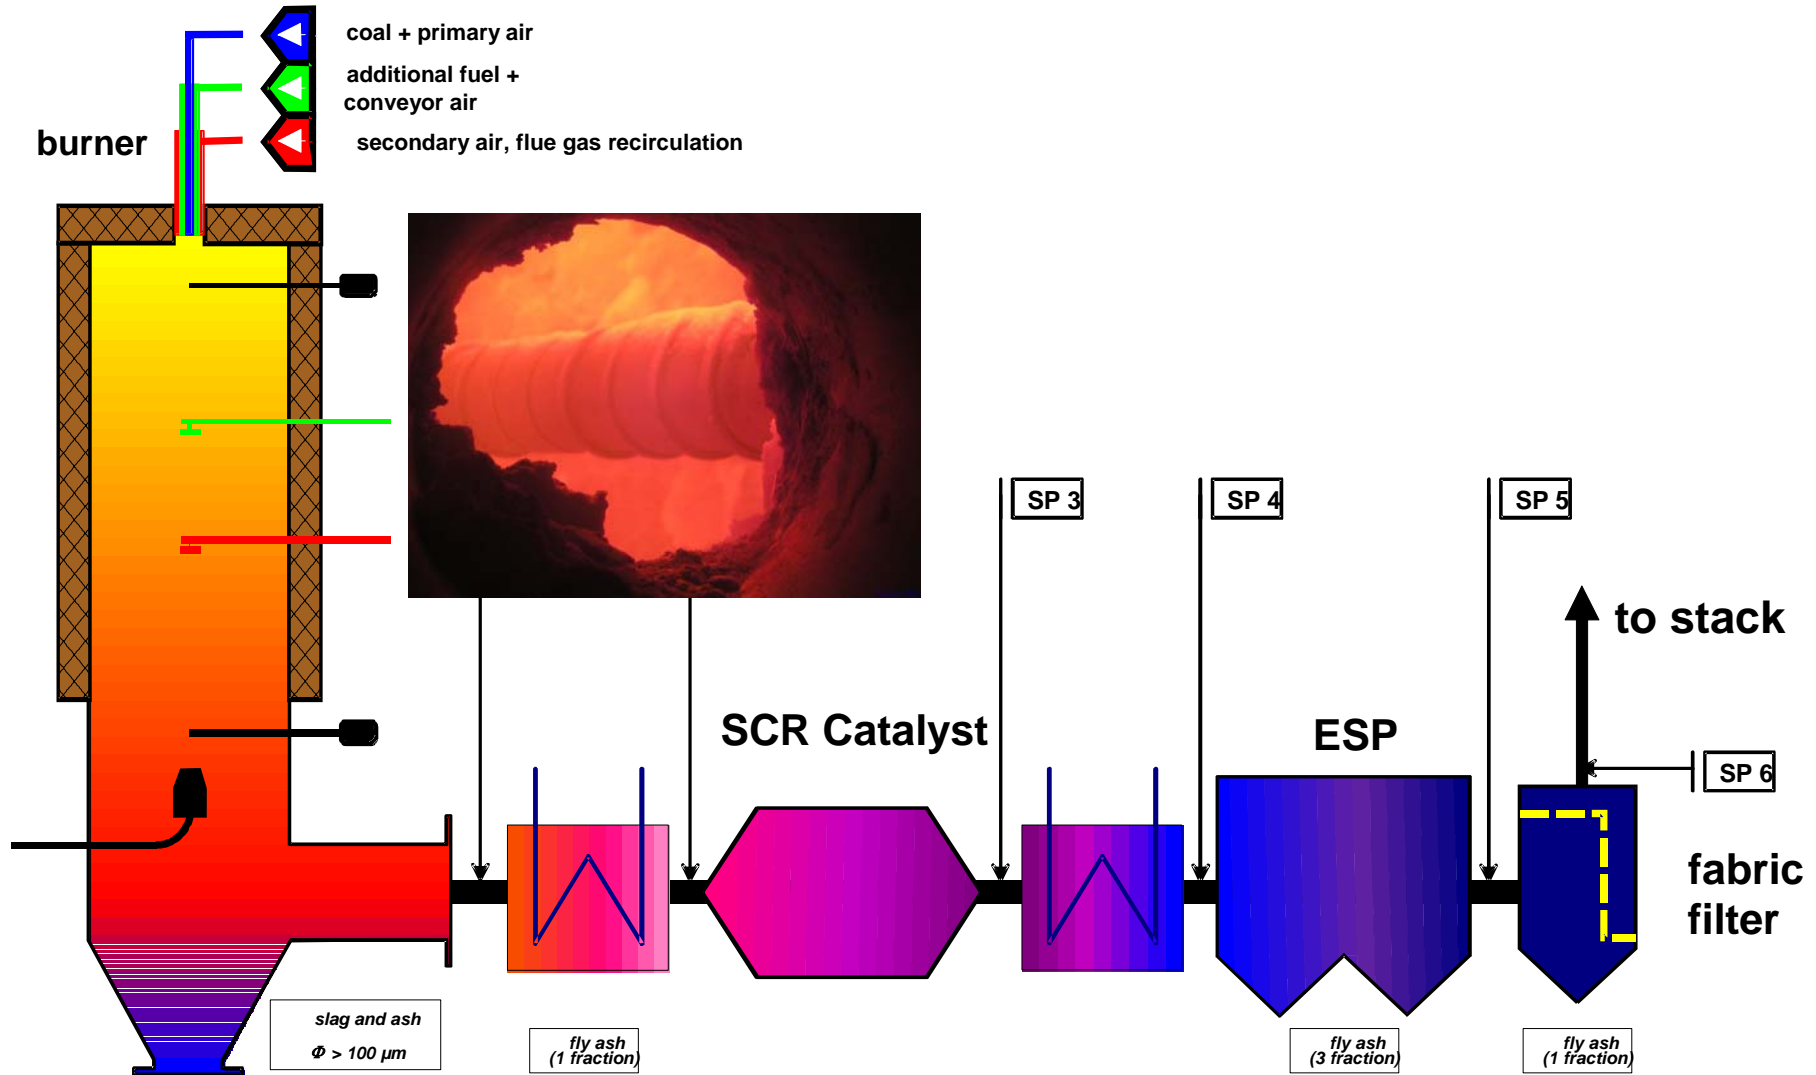 coal + primary air
additional fuel +
conveyor air
burner
secondary air, flue gas recirculation
SP 3
SP 4
SP 5
to stack
SCR Catalyst
ESP
SP 6
fabric
filter
slag and ash
Φ > 100 µm
fly ash
(1 fraction)
fly ash
(3 fraction)
fly ash
(1 fraction)